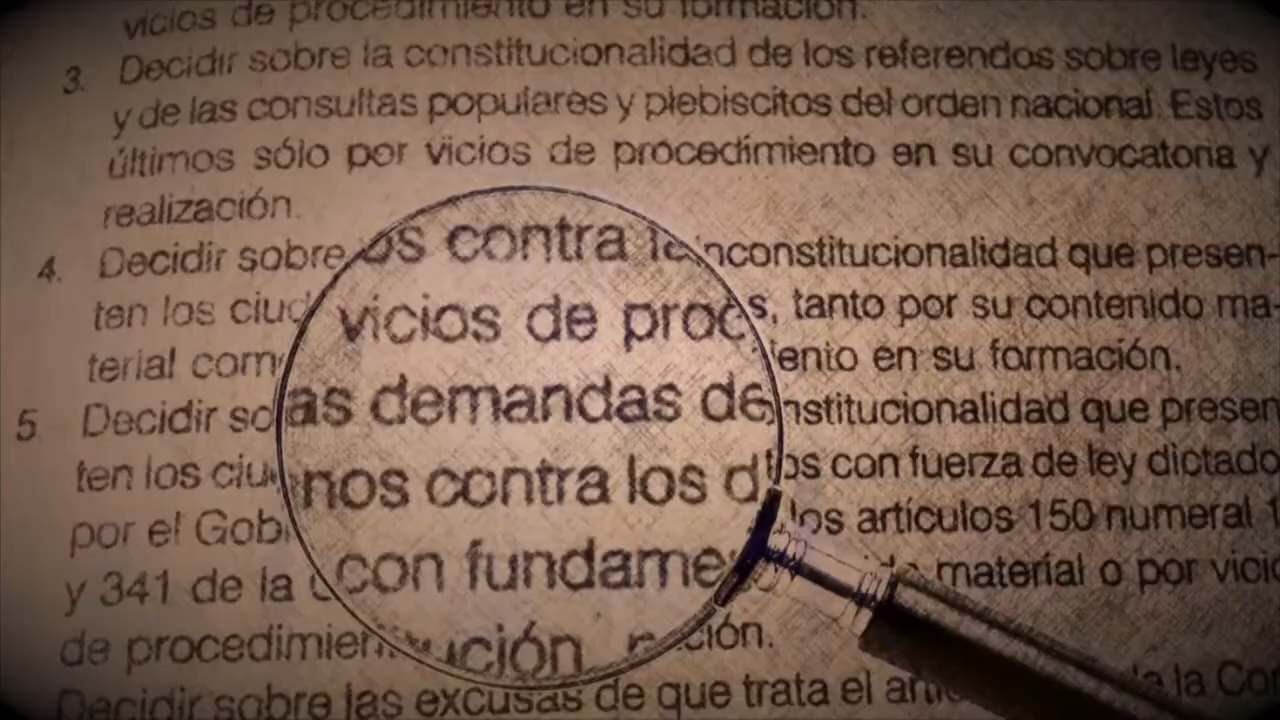 vicios de procedimiento en su formación.
3. Decidir sobre la constitucionalidad de los referendos sobre leyes
y de las consultas populares y plebiscitos del orden nacional. Estos
últimos sólo por vicios de procedimiento en su convocatoria y
realización.
4. Decidir sobre os contra inconstitucionalidad que presen-
ten los ciud s, tanto por su contenido ma-
vicios de proc
terial com iento en su formación.
5 Decidir so as demandas de nstitucionalidad que presen
ten los ciu nos contra los d tos con fuerza de ley dictado
por el Gobi los artículos 150 numeral 1
y 341 de la con fundame material o por vicio
de procedimien ución ción.
Decidir sobre las excusas de que trata el artí la Co